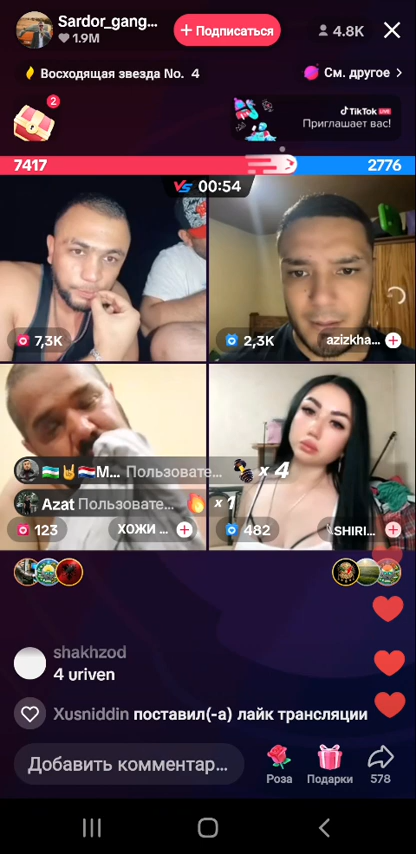 Sardor_gang...
1.9M
+ Подписаться
4.8K
Восходящая звезда No. 4
См. другое >
2
TikTok LIVE
Приглашает вас!
7417
2776
VS 00:54
7,3K
2,3K
azizkha...
M... Пользовате...
x 4
Azat Пользовате...
x 1
123
ХОЖИ ...
482
SHIRI...
shakhzod
4 uriven
Xusniddin поставил(-а) лайк трансляции
Добавить комментар...
Роза
Подарки
578